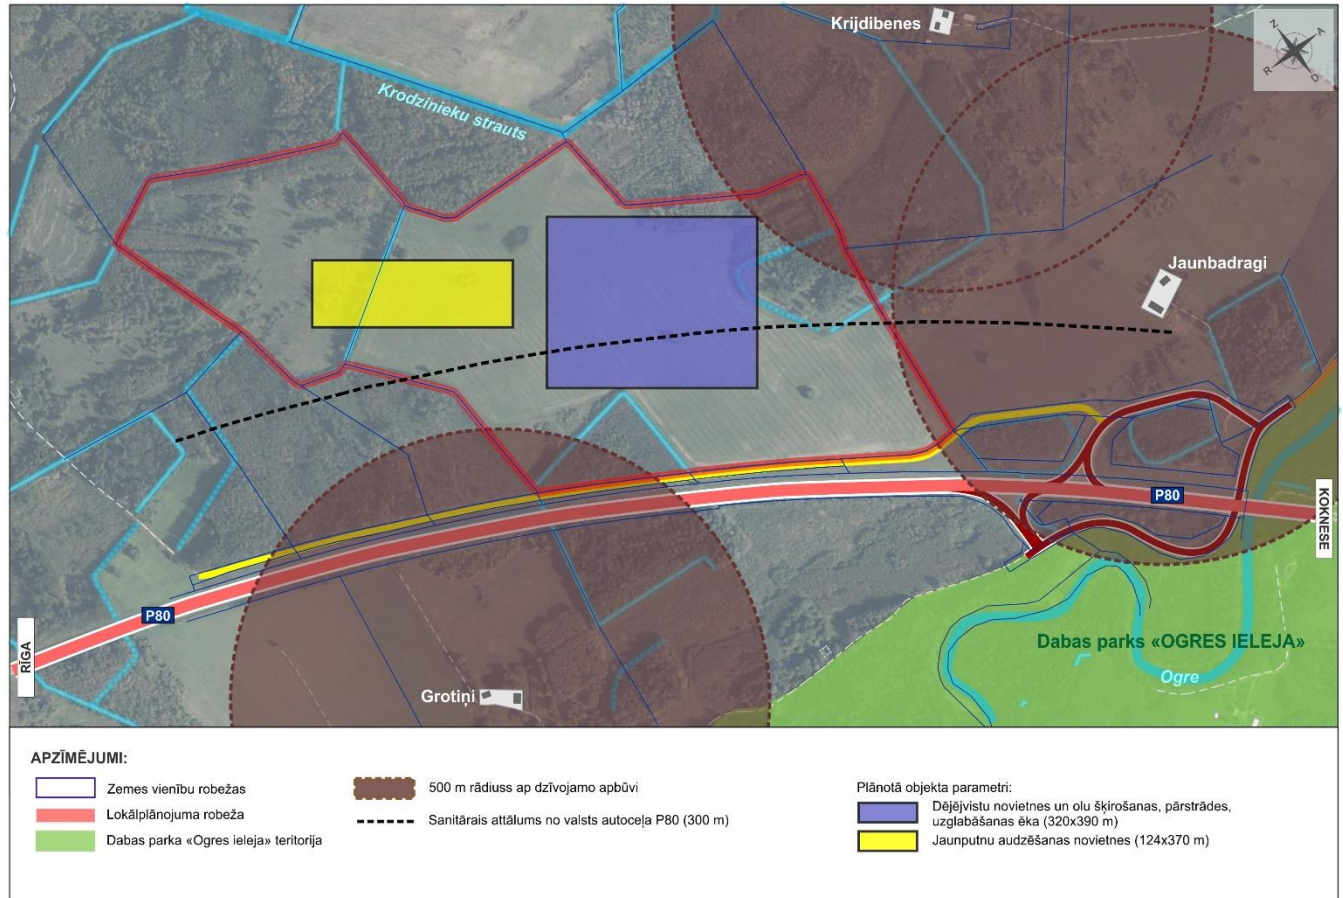 Krijdibenes
Z
A
R
D
Krodzinieku strauts
Jaunbadragi
P80
KOKNESE
P80
RĪGA
Dabas parks «OGRES IELEJA»
Ogre
Grotiņi
APZĪMĒJUMI:
Zemes vienību robežas
Lokālplānojuma robeža
Dabas parka «Ogres ieleja» teritorija
500 m rādiuss ap dzīvojamo apbūvi
Sanitārais attālums no valsts autoceļa P80 (300 m)
Plānotā objekta parametri:
Dējējvistu novietnes un olu šķirošanas, pārstrādes,
uzglabāšanas ēka (320x390 m)
Jaunputnu audzēšanas novietnes (124x370 m)